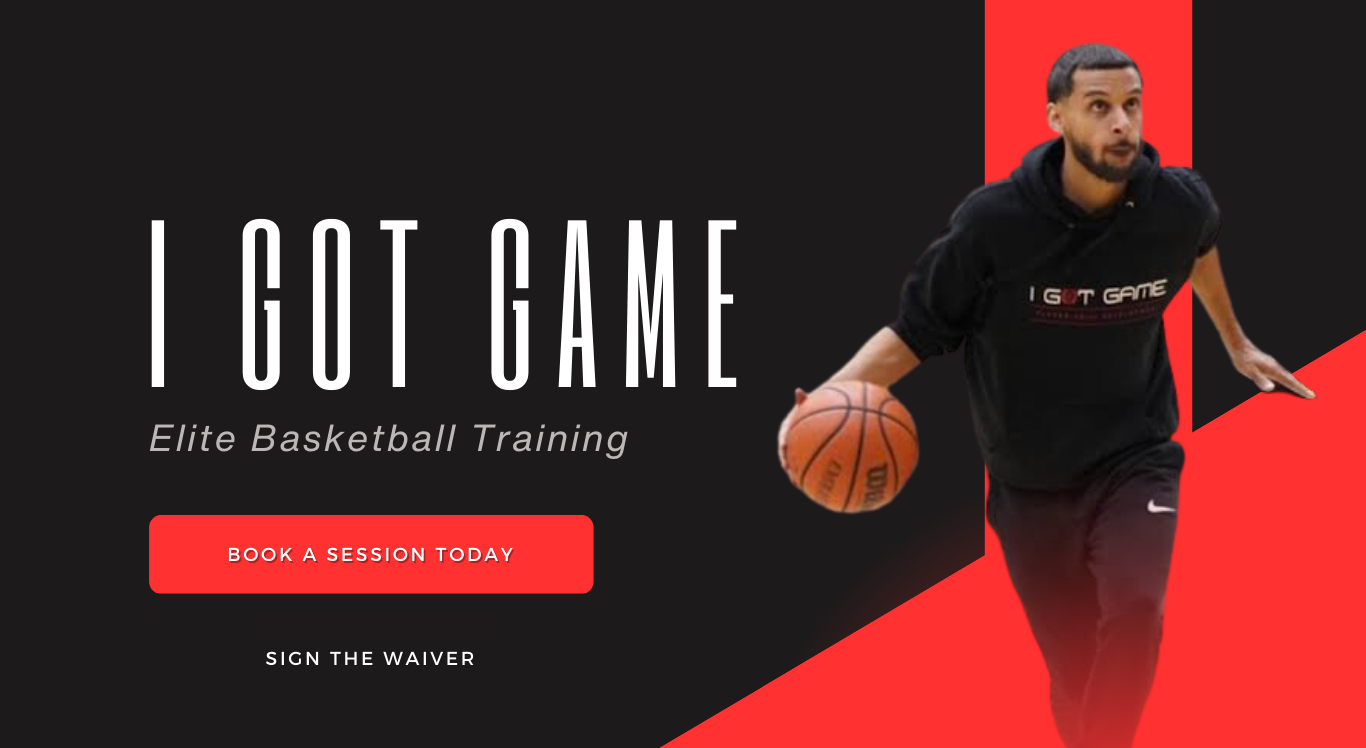 I GOT GAME
Elite Basketball Training
BOOK A SESSION TODAY
SIGN THE WAIVER
I GOT GAME